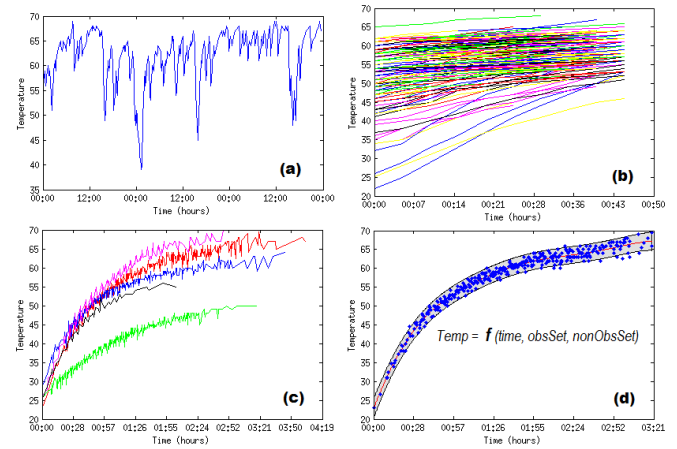 70
65
60
55
50
45
40
35
Temperature
00:00 12:00 00:00 12:00 00:00 12:00 00:00
Time (hours)
(a)
70
65
60
55
50
45
40
35
30
25
20
Temperature
00:00 00:07 00:14 00:21 00:28 00:36 00:43 00:50
Time (hours)
(b)
70
65
60
55
50
45
40
35
30
25
20
Temperature
00:00 00:28 00:57 01:26 01:55 02:24 02:52 03:21 03:50 04:19
Time (hours)
(c)
70
65
60
55
50
45
40
35
30
25
20
Temperature
Temp = f (time, obsSet, nonObsSet)
00:00 00:28 00:57 01:26 01:55 02:24 02:52 03:21
Time (hours)
(d)